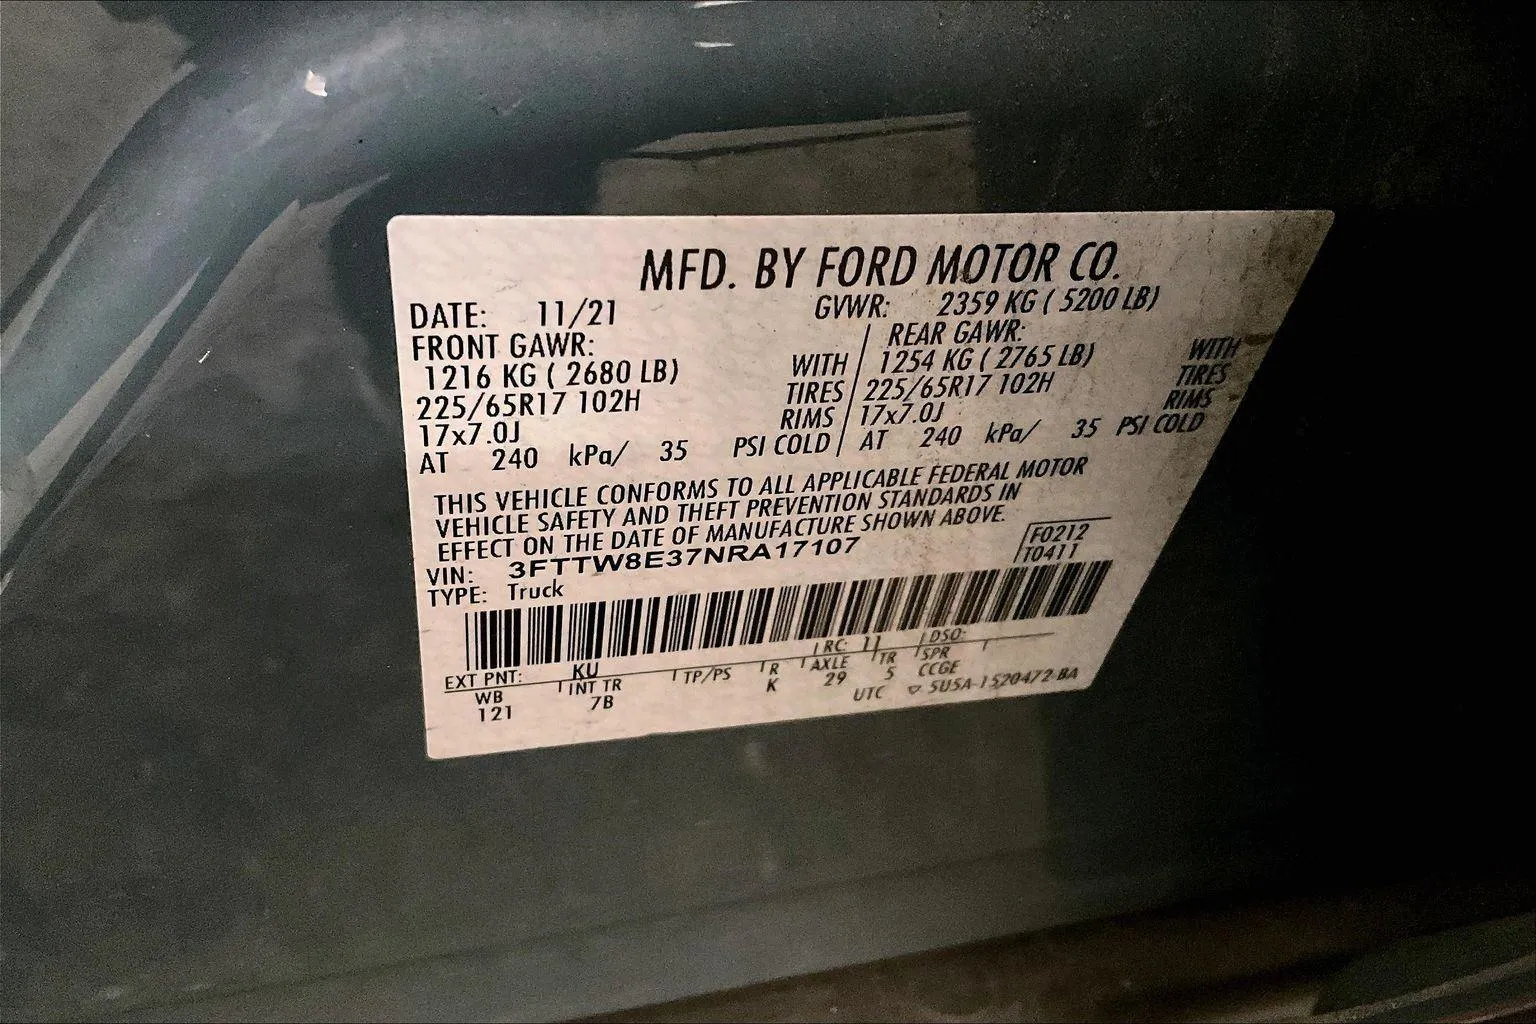 MFD. BY FORD MOTOR CO.
DATE: 11/21 GVWR: 2359 KG ( 5200 LB)
FRONT GAWR: REAR GAWR:
1216 KG ( 2680 LB) WITH 1254 KG ( 2765 LB) WITH
225/65R17 102H TIRES 225/65R17 102H TIRES
17x7.0J RIMS 17x7.0J RIMS
AT 240 kPa/ 35 PSI COLD AT 240 kPa/ 35 PSI COLD
THIS VEHICLE CONFORMS TO ALL APPLICABLE FEDERAL MOTOR
VEHICLE SAFETY AND THEFT PREVENTION STANDARDS IN
EFFECT ON THE DATE OF MANUFACTURE SHOWN ABOVE.
VIN: 3FTTW8E37NRA17107 F0212
TYPE: Truck T0411
EXT PNT: KU RC: 11 DSO:
WB INT TR TP/PS R AXLE TR SPR
121 7B K 29 5 CCGE
UTC ▽ 5U5A-1520472-BA